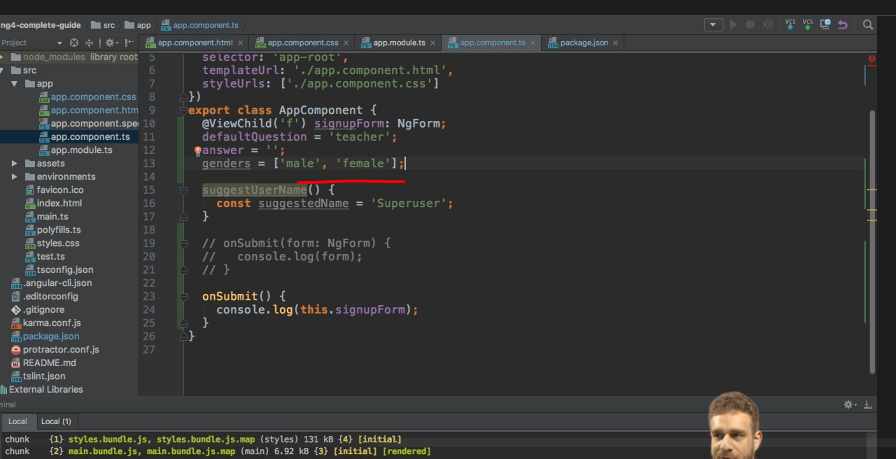 ng4-complete-guide src app app.component.ts
Project
app.component.html × app.component.css × app.module.ts × app.component.ts × package.json ×
node_modules library root
src
app
app.component.css
app.component.htm
app.component.spe
app.component.ts
app.module.ts
assets
environments
favicon.ico
index.html
main.ts
polyfills.ts
styles.css
test.ts
tsconfig.json
.angular-cli.json
.editorconfig
.gitignore
karma.conf.js
package.json
protractor.conf.js
README.md
tslint.json
External Libraries
5 selector: 'app-root',
6 templateUrl: './app.component.html',
7 styleUrls: ['./app.component.css']
8 })
9 export class AppComponent {
10 @ViewChild('f') signupForm: NgForm;
11 defaultQuestion = 'teacher';
12 answer = '';
13 genders = ['male', 'female'];
14
15 suggestUserName() {
16 const suggestedName = 'Superuser';
17 }
18
19 // onSubmit(form: NgForm) {
20 //   console.log(form);
21 // }
22
23 onSubmit() {
24 console.log(this.signupForm);
25 }
26 }
27
minal
Local Local (1)
chunk {1} styles.bundle.js, styles.bundle.js.map (styles) 131 kB {4} [initial]
chunk {2} main.bundle.js, main.bundle.js.map (main) 6.92 kB {3} [initial] [rendered]